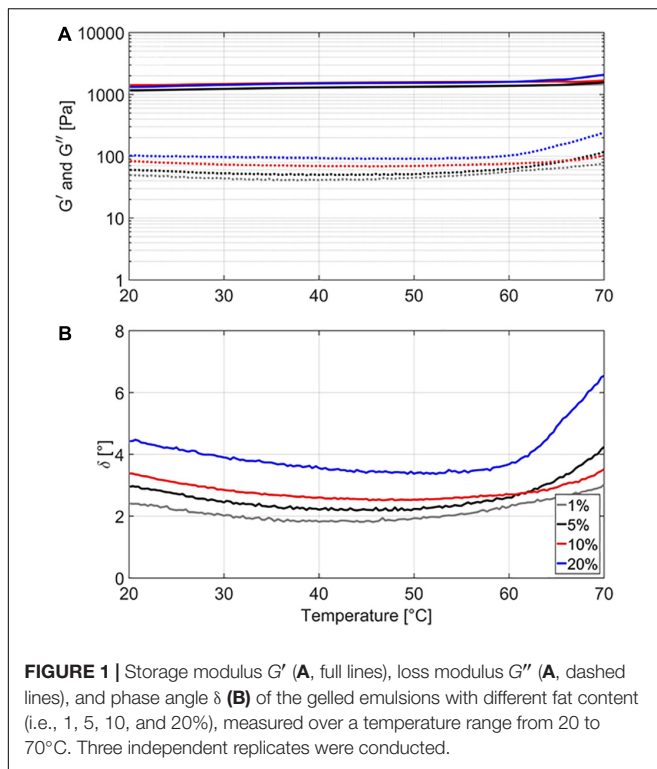 A
10000
1000
100
10
1
G′ and G″ [Pa]
20 30 40 50 60 70
B
8
6
4
2
0
δ [°]
1%
5%
10%
20%
20 30 40 50 60 70
Temperature [°C]
FIGURE 1 | Storage modulus G′ (A, full lines), loss modulus G″ (A, dashed
lines), and phase angle δ (B) of the gelled emulsions with different fat content
(i.e., 1, 5, 10, and 20%), measured over a temperature range from 20 to
70°C. Three independent replicates were conducted.